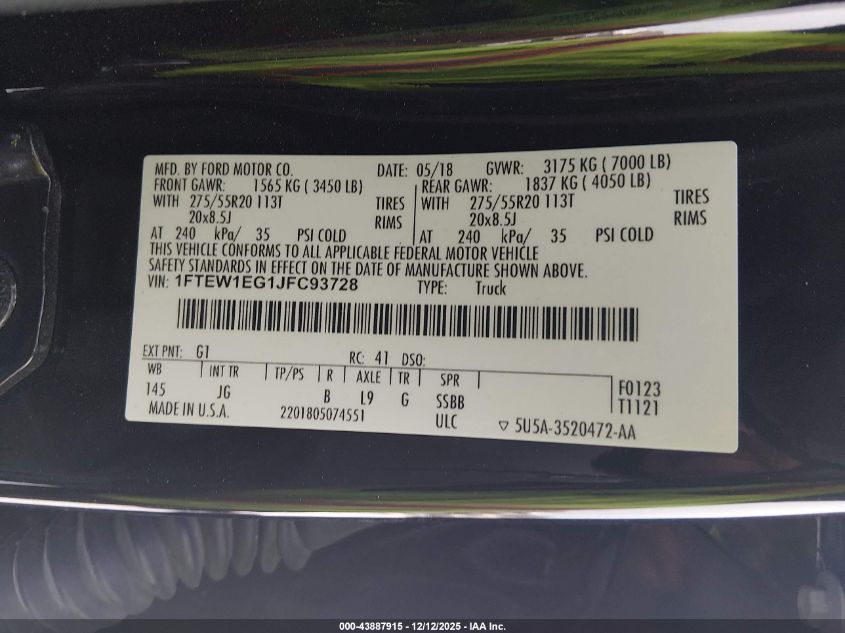 MFD. BY FORD MOTOR CO. DATE: 05/18 GVWR: 3175 KG ( 7000 LB)
FRONT GAWR: 1565 KG ( 3450 LB) REAR GAWR: 1837 KG ( 4050 LB)
WITH 275/55R20 113T TIRES WITH 275/55R20 113T TIRES
20x8.5J RIMS 20x8.5J RIMS
AT 240 kPa/ 35 PSI COLD AT 240 kPa/ 35 PSI COLD
THIS VEHICLE CONFORMS TO ALL APPLICABLE FEDERAL MOTOR VEHICLE
SAFETY STANDARDS IN EFFECT ON THE DATE OF MANUFACTURE SHOWN ABOVE.
VIN: 1FTEW1EG1JFC93728 TYPE: Truck
EXT PNT: G1 RC: 41 DSO:
WB INT TR TP/PS R AXLE TR SPR F0123
145 JG B L9 G SSBB T1121
MADE IN U.S.A. 2201805074551 ULC ▽ 5U5A-3520472-AA
000-43887915 - 12/12/2025 - IAA Inc.